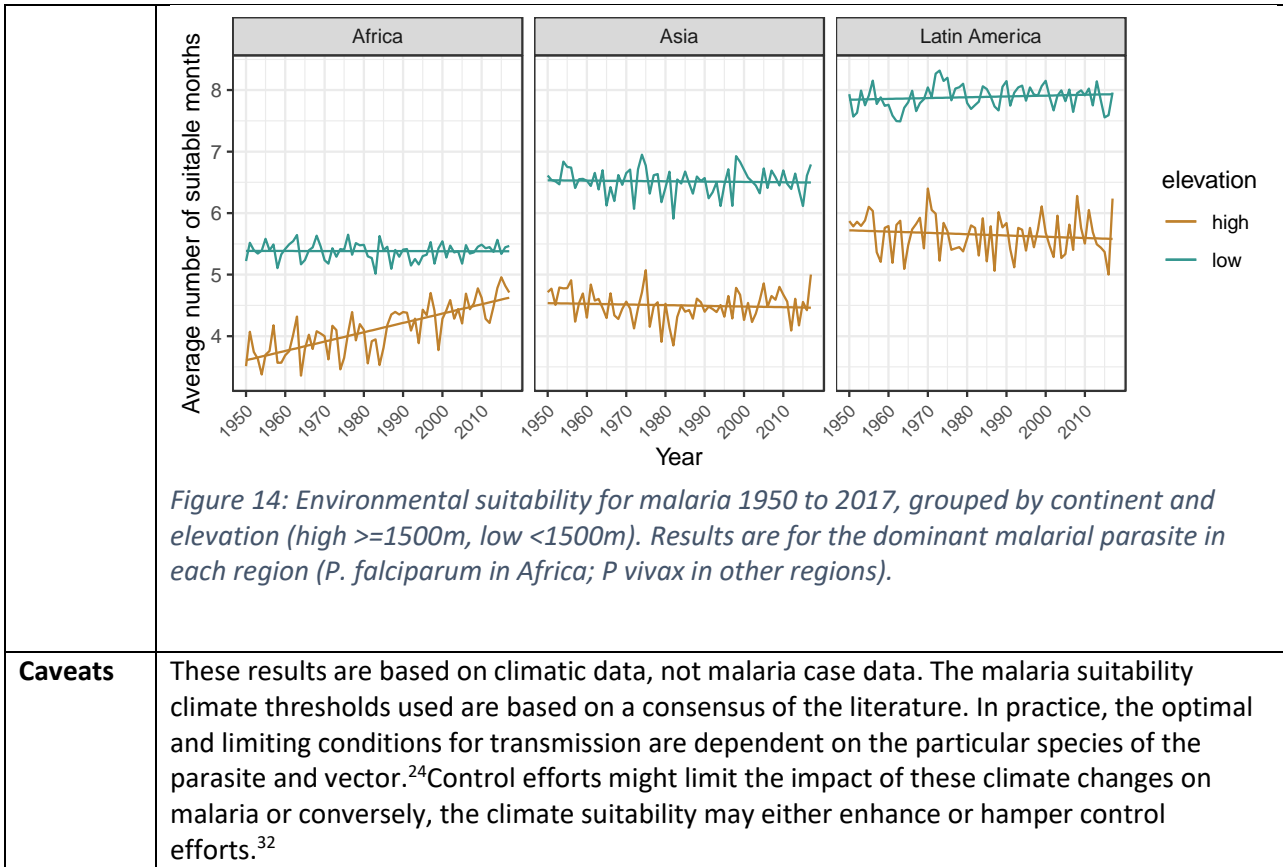 Africa
Asia
Latin America
Average number of suitable months
8
7
6
5
4
elevation
high
low
1950
1960
1970
1980
1990
2000
2010
1950
1960
1970
1980
1990
2000
2010
1950
1960
1970
1980
1990
2000
2010
Year
Figure 14: Environmental suitability for malaria 1950 to 2017, grouped by continent and
elevation (high >=1500m, low <1500m). Results are for the dominant malarial parasite in
each region (P. falciparum in Africa; P vivax in other regions).
Caveats
These results are based on climatic data, not malaria case data. The malaria suitability
climate thresholds used are based on a consensus of the literature. In practice, the optimal
and limiting conditions for transmission are dependent on the particular species of the
parasite and vector.²⁴Control efforts might limit the impact of these climate changes on
malaria or conversely, the climate suitability may either enhance or hamper control
efforts.³²